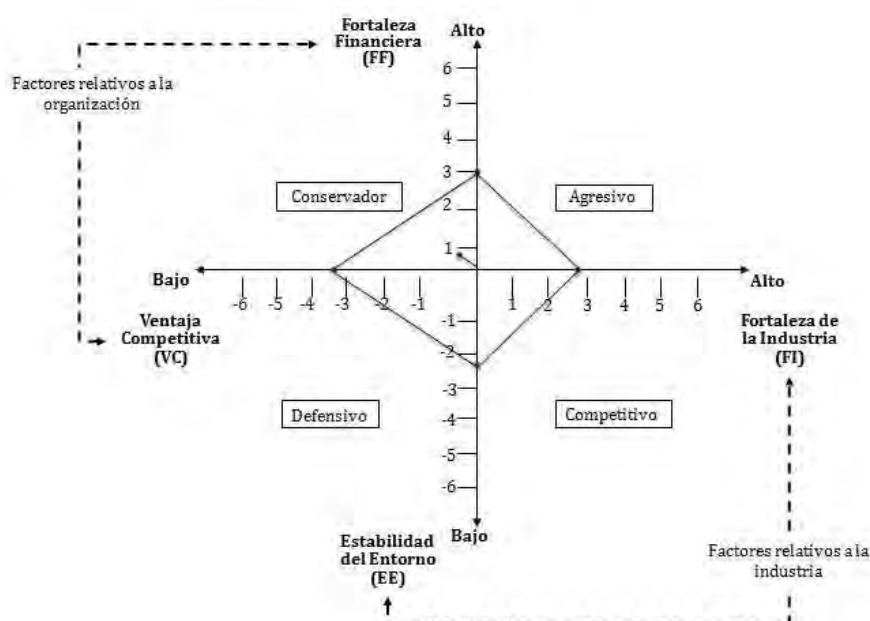 Fortaleza
Financiera
(FF)
Alto
Factores relativos a la
organización
6
5
4
3
2
1
Conservador
Agresivo
Bajo
Alto
-6 -5 -4 -3 -2 -1 1 2 3 4 5 6
Ventaja
Competitiva
(VC)
Fortaleza de
la Industria
(FI)
-1
-2
-3
-4
-5
-6
Defensivo
Competitivo
Bajo
Estabilidad
del Entorno
(EE)
Factores relativos a la
industria